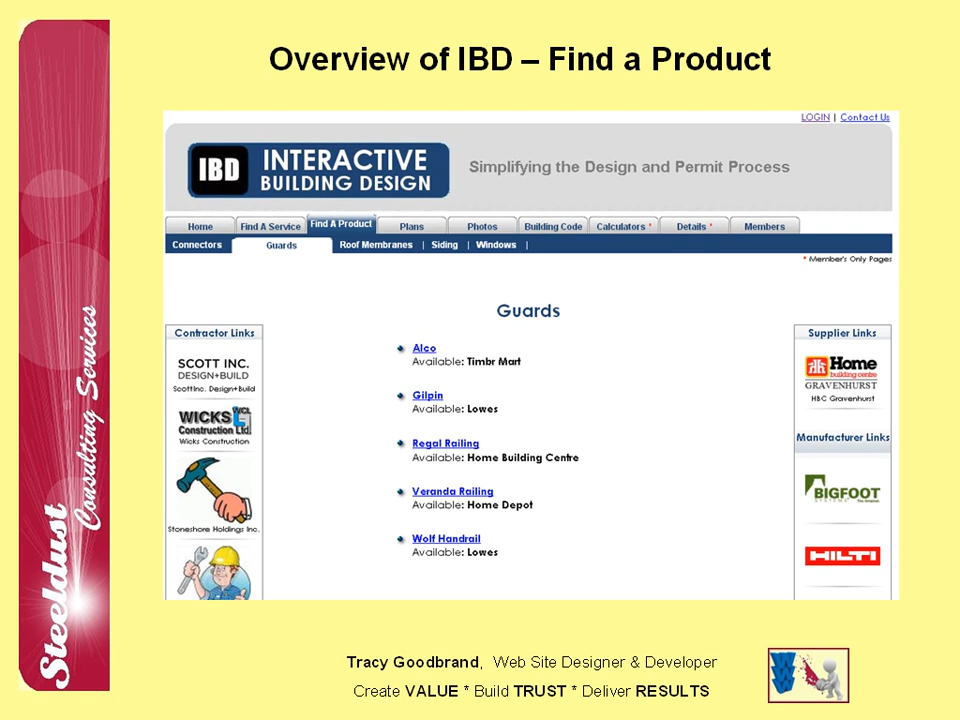 Overview of IBD – Find a Product
LOGIN | Contact Us
IBD INTERACTIVE
BUILDING DESIGN
Simplifying the Design and Permit Process
Home Find A Service Find A Product Plans Photos Building Code Calculators * Details * Members
Connectors Guards Roof Membranes | Siding | Windows |
* Member's Only Pages
Guards
Contractor Links
SCOTT INC.
DESIGN+BUILD
ScottInc. Design+Build
WICKS WCL
Construction Ltd.
Wicks Construction
Stoneshore Holdings Inc.
Alco
Available: Timbr Mart
Gilpin
Available: Lowes
Regal Railing
Available: Home Building Centre
Veranda Railing
Available: Home Depot
Wolf Handrail
Available: Lowes
Supplier Links
Home
building centre
GRAVENHURST
HBC Gravenhurst
Manufacturer Links
BIGFOOT
SYSTEMS
HILTI
Steeldust
Consulting Services
Tracy Goodbrand, Web Site Designer & Developer
Create VALUE * Build TRUST * Deliver RESULTS